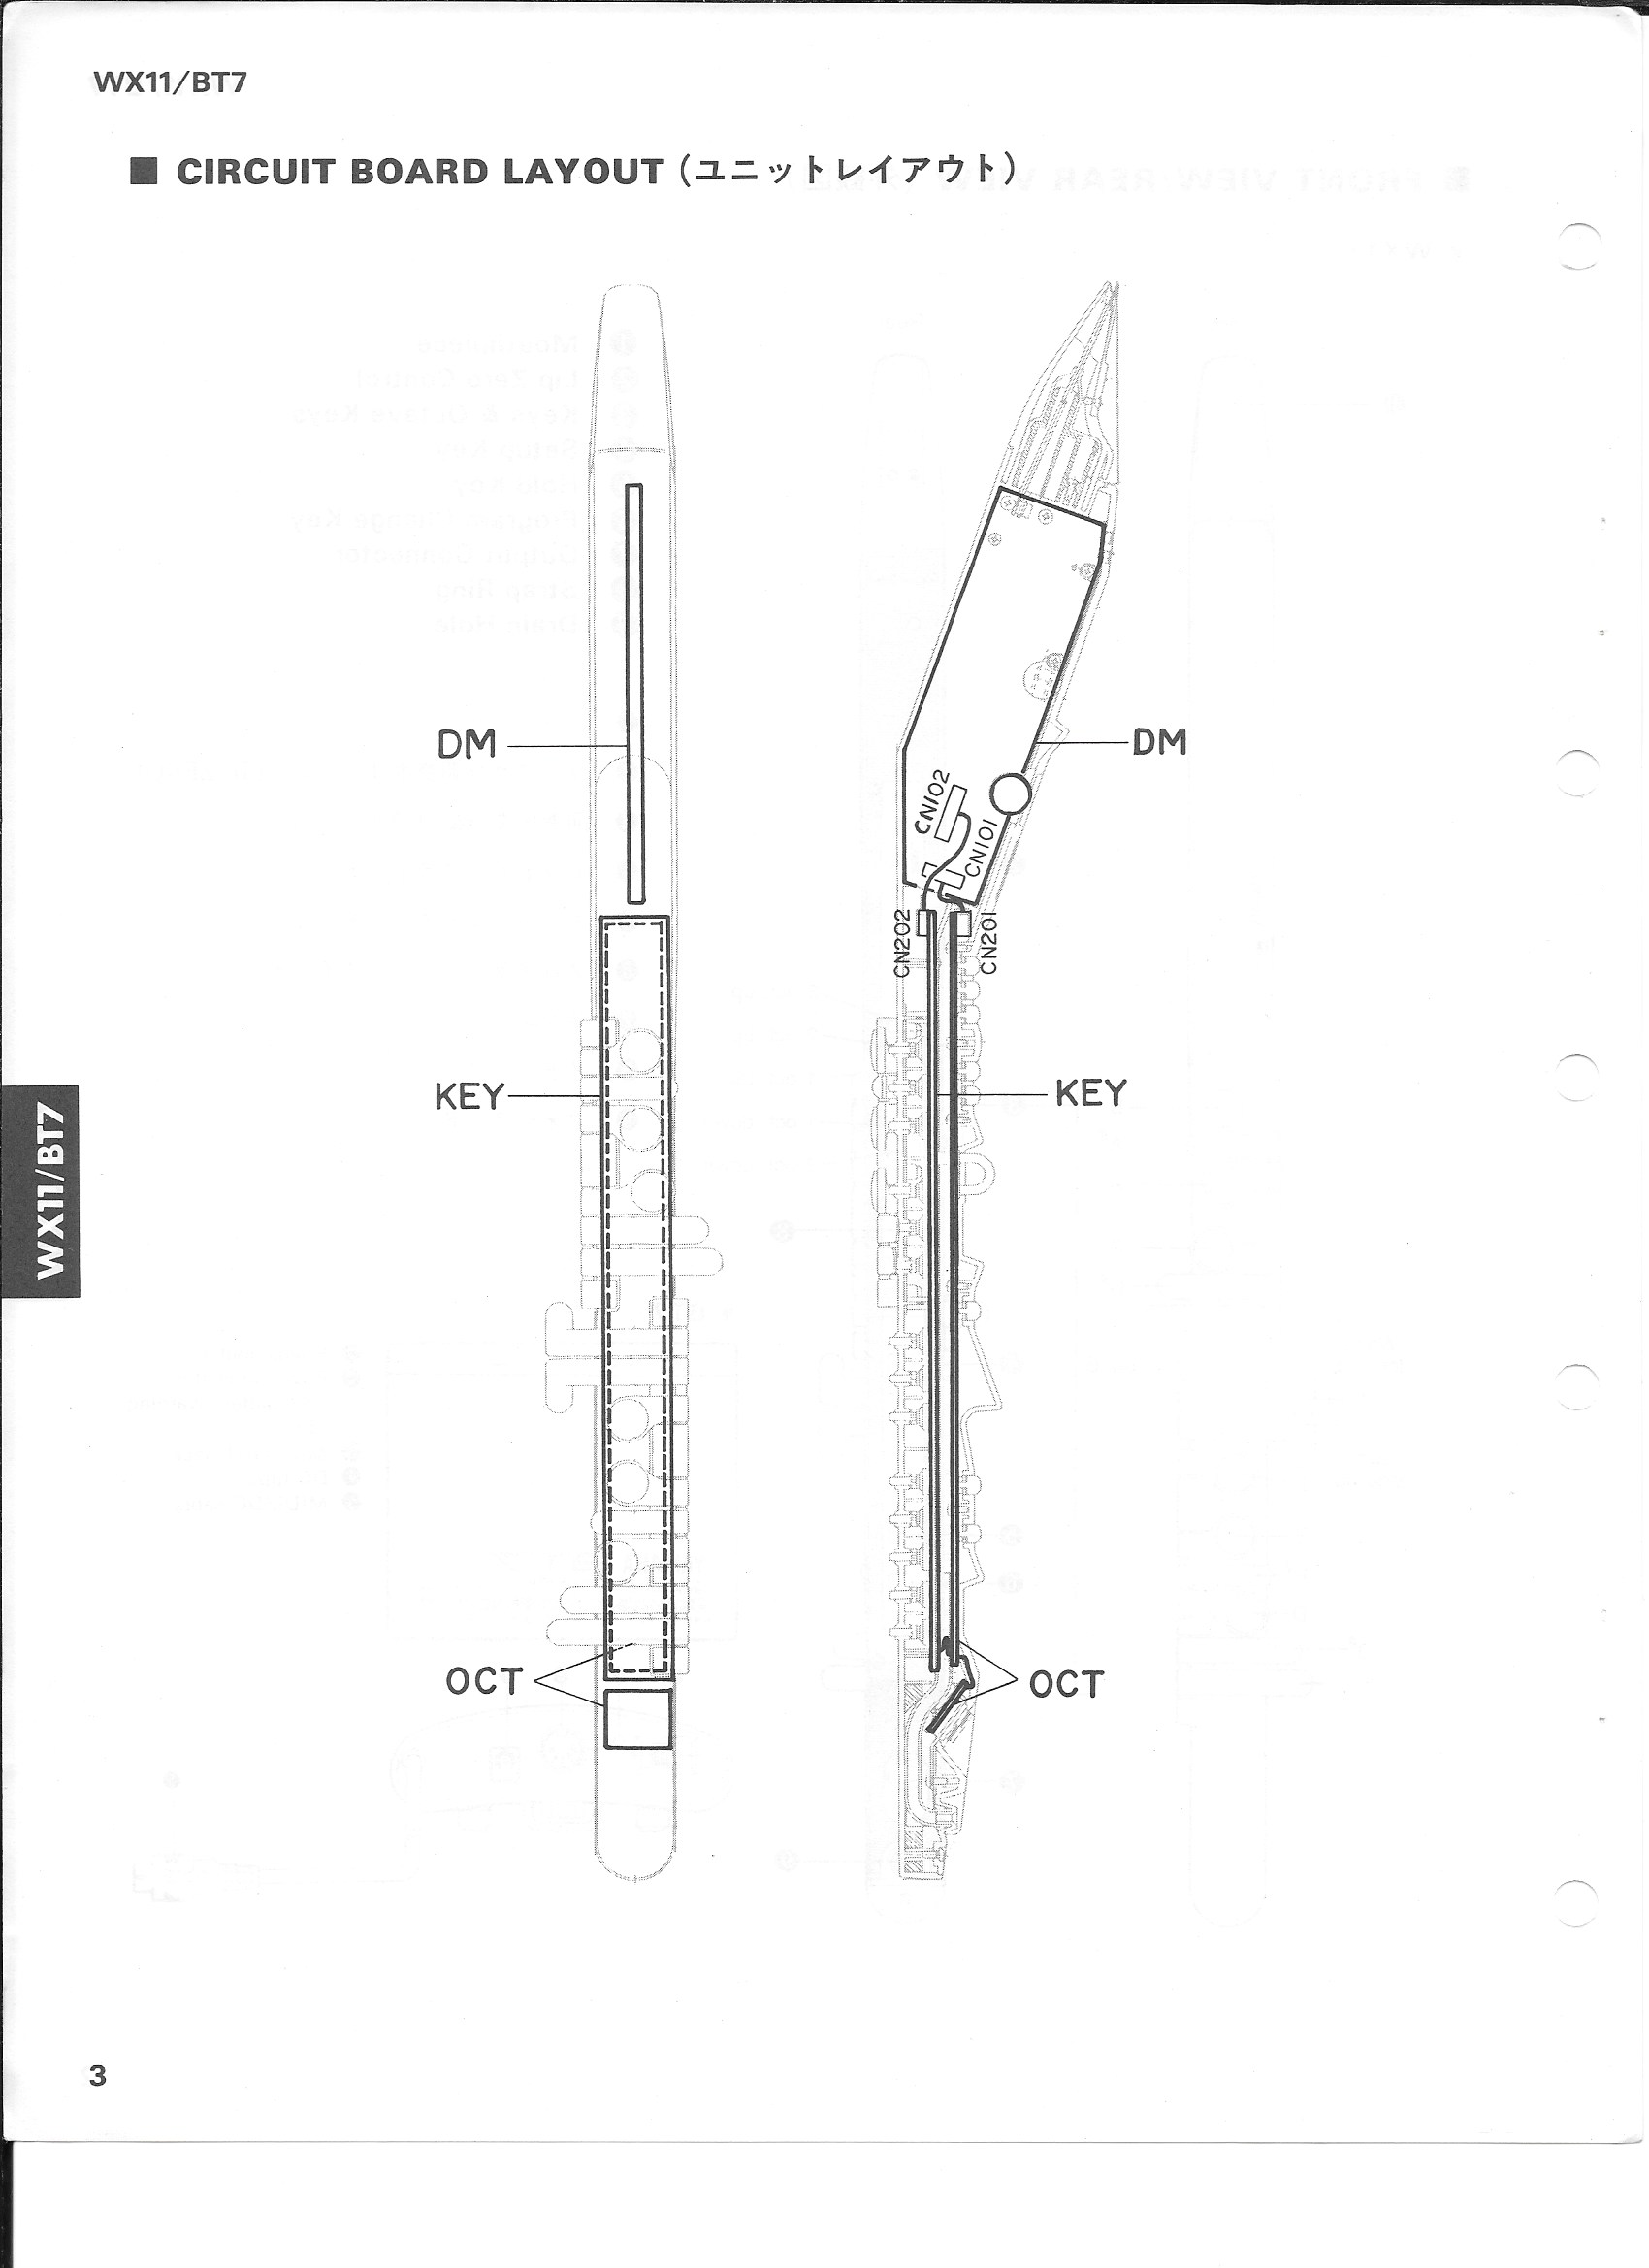 WX11/BT7
■ CIRCUIT BOARD LAYOUT (ユニットレイアウト)
DM
DM
CN102
CN101
CN202
CN201
KEY
KEY
WX11/BT7
OCT
OCT
3